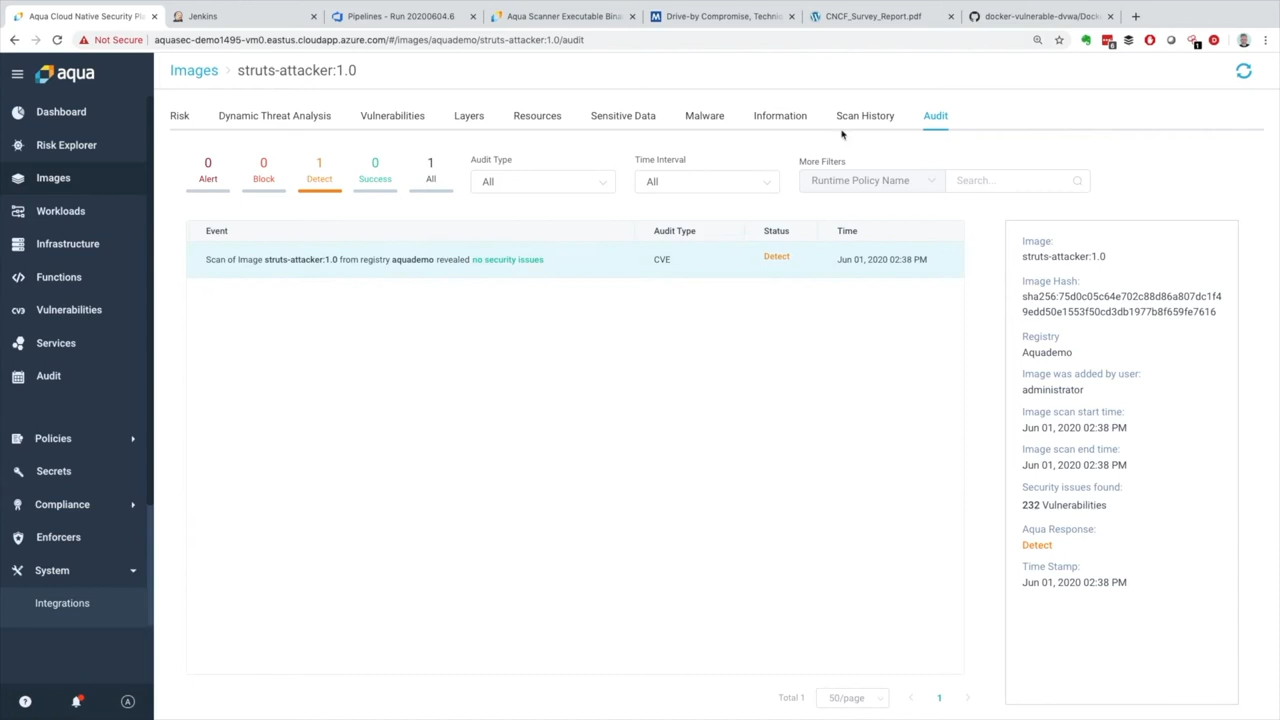 Aqua Cloud Native Security Pla
Jenkins
Pipelines - Run 20200604.6
Aqua Scanner Executable Bina
Drive-by Compromise, Techniq
CNCF_Survey_Report.pdf
docker-vulnerable-dvwa/Dock
Not Secure
aquasec-demo1495-vm0.eastus.cloudapp.azure.com/#/images/aquademo/struts-attacker:1.0/audit
aqua
Images > struts-attacker:1.0
Dashboard
Risk Explorer
Images
Workloads
Infrastructure
Functions
Vulnerabilities
Services
Audit
Policies
Secrets
Compliance
Enforcers
System
Integrations
Risk
Dynamic Threat Analysis
Vulnerabilities
Layers
Resources
Sensitive Data
Malware
Information
Scan History
Audit
0
Alert
0
Block
1
Detect
0
Success
1
All
Audit Type
All
Time Interval
All
More Filters
Runtime Policy Name
Search...
Event
Audit Type
Status
Time
Scan of Image struts-attacker:1.0 from registry aquademo revealed no security issues
CVE
Detect
Jun 01, 2020 02:38 PM
Image:
struts-attacker:1.0
Image Hash:
sha256:75d0c05c64e702c88d86a807dc1f4
9edd50e1553f50cd3db1977b8f659fe7616
Registry
Aquademo
Image was added by user:
administrator
Image scan start time:
Jun 01, 2020 02:38 PM
Image scan end time:
Jun 01, 2020 02:38 PM
Security issues found:
232 Vulnerabilities
Aqua Response:
Detect
Time Stamp:
Jun 01, 2020 02:38 PM
Total 1
50/page
1